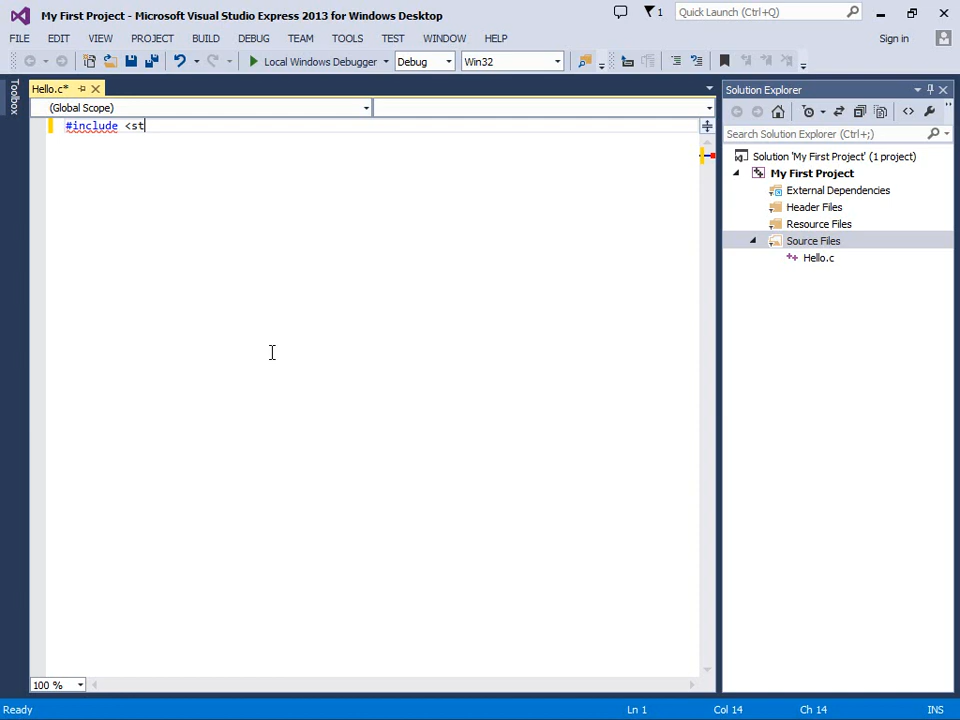 My First Project - Microsoft Visual Studio Express 2013 for Windows Desktop
1
Quick Launch (Ctrl+Q)
FILE EDIT VIEW PROJECT BUILD DEBUG TEAM TOOLS TEST WINDOW HELP
Sign in
Local Windows Debugger
Debug
Win32
Toolbox
Hello.c*
(Global Scope)
#include <st
Solution Explorer
Search Solution Explorer (Ctrl+;)
Solution 'My First Project' (1 project)
My First Project
External Dependencies
Header Files
Resource Files
Source Files
Hello.c
100 %
Ready
Ln 1
Col 14
Ch 14
INS